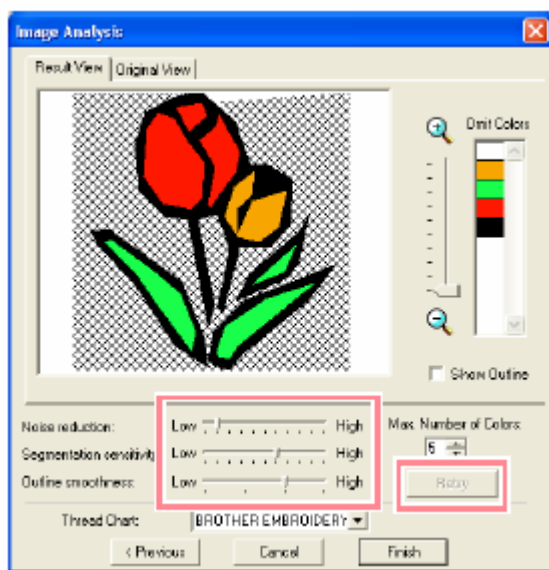 Image Analysis
Result View
Original View
Omit Colors
Show Outline
Noise reduction:
Low
High
Max. Number of Colors:
Segmentation sensitivity
Low
High
5
Outline smoothness:
Low
High
Retry
Thread Chart:
BROTHER EMBROIDERY
< Previous
Cancel
Finish